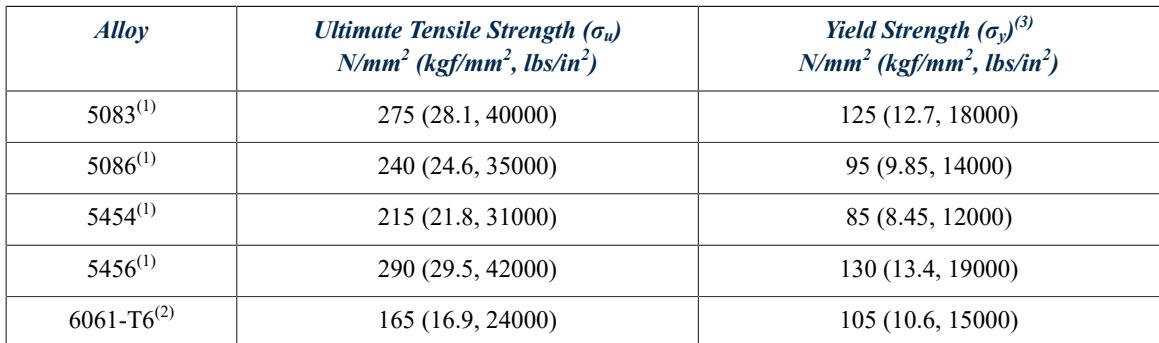 Alloy Ultimate Tensile Strength (σu) Yield Strength (σy)(3)
N/mm2 (kgf/mm2, lbs/in2) N/mm2 (kgf/mm2, lbs/in2)
5083(1) 275 (28.1, 40000) 125 (12.7, 18000)
5086(1) 240 (24.6, 35000) 95 (9.85, 14000)
5454(1) 215 (21.8, 31000) 85 (8.45, 12000)
5456(1) 290 (29.5, 42000) 130 (13.4, 19000)
6061-T6(2) 165 (16.9, 24000) 105 (10.6, 15000)